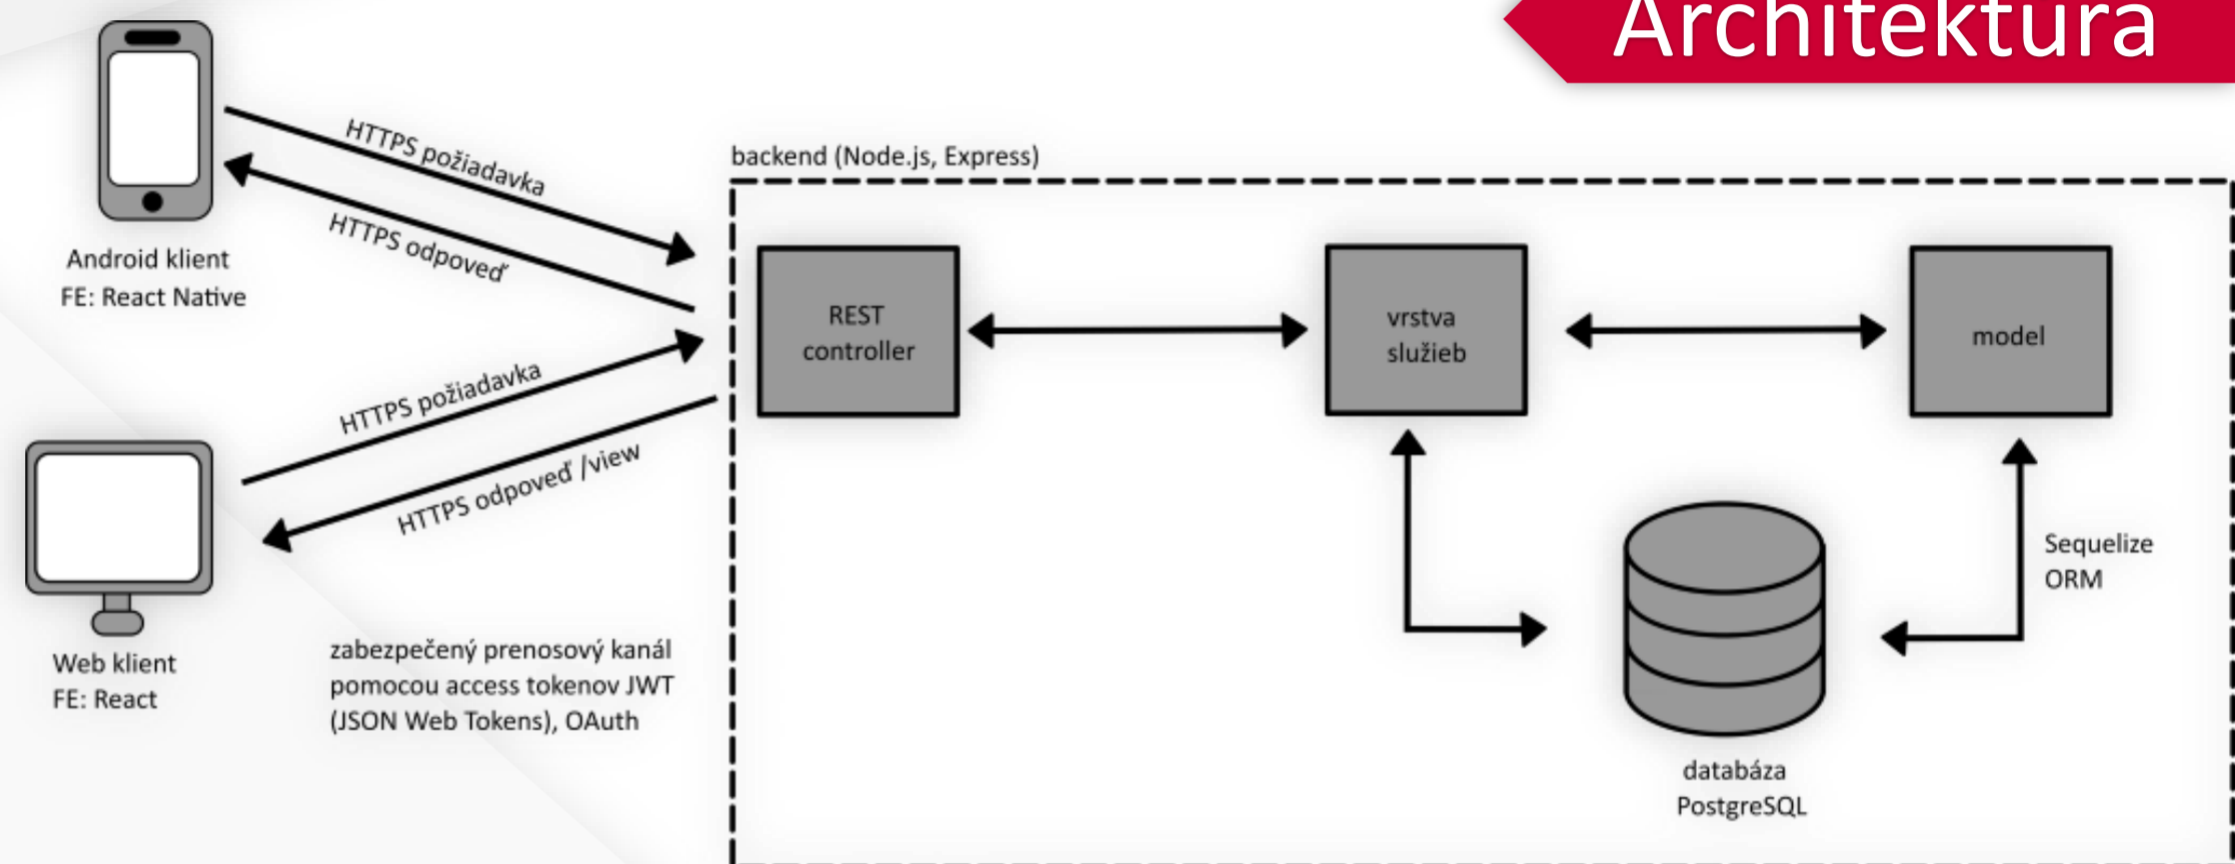 Architektúra
HTTPS požiadavka
HTTPS odpoveď
Android klient
FE: React Native
HTTPS požiadavka
HTTPS odpoveď /view
Web klient
FE: React
zabezpečený prenosový kanál
pomocou access tokenov JWT
(JSON Web Tokens), OAuth
backend (Node.js, Express)
REST
controller
vrstva
služieb
model
Sequelize
ORM
databáza
PostgreSQL